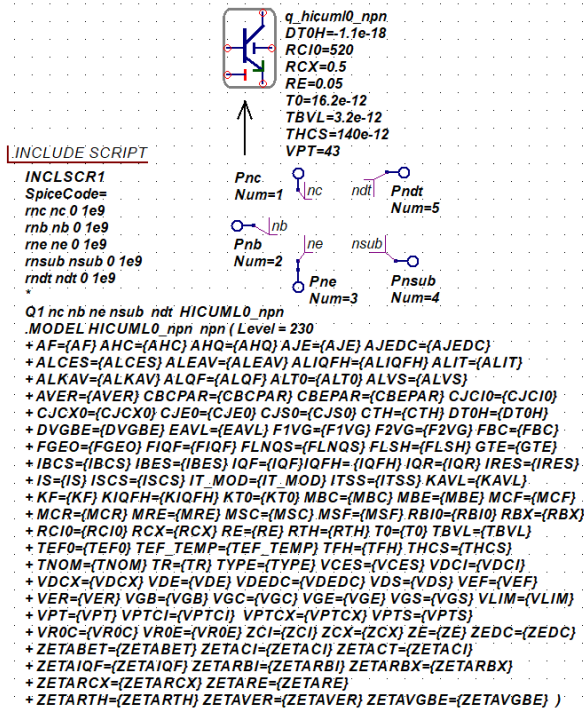 q_hicuml0_npn
DT0H=-1.1e-18
RCI0=520
RCX=0.5
RE=0.05
T0=16.2e-12
TBVL=3.2e-12
THCS=140e-12
VPT=43
.INCLUDE SCRIPT
INCLSCR1
SpiceCode=
rnc nc 0 1e9
rnb nb 0 1e9
rne ne 0 1e9
rnsub nsub 0 1e9
rndt ndt 0 1e9
*
Pnc
Num=1
nc
ndt
Pndt
Num=5
nb
Pnb
Num=2
ne
Pne
Num=3
nsub
Pnsub
Num=4
Q1 nc nb ne nsub ndt HICUML0_npn
.MODEL HICUML0_npn npn ( Level = 230
+ AF={AF} AHC={AHC} AHQ={AHQ} AJE={AJE} AJEDC={AJEDC}
+ ALCES={ALCES} ALEAV={ALEAV} ALIQFH={ALIQFH} ALIT={ALIT}
+ ALKAV={ALKAV} ALQF={ALQF} ALT0={ALT0} ALVS={ALVS}
+ AVER={AVER} CBCPAR={CBCPAR} CBEPAR={CBEPAR} CJCI0={CJCI0}
+ CJCX0={CJCX0} CJE0={CJE0} CJS0={CJS0} CTH={CTH} DT0H={DT0H}
+ DVGBE={DVGBE} EAVL={EAVL} F1VG={F1VG} F2VG={F2VG} FBC={FBC}
+ FGEO={FGEO} FIQF={FIQF} FLNQS={FLNQS} FLSH={FLSH} GTE={GTE}
+ IBCS={IBCS} IBES={IBES} IQF={IQF}IQFH={IQFH} IQR={IQR} IRES={IRES}
+ IS={IS} ISCS={ISCS} IT_MOD={IT_MOD} ITSS={ITSS} KAVL={KAVL}
+ KF={KF} KIQFH={KIQFH} KT0={KT0} MBC={MBC} MBE={MBE} MCF={MCF}
+ MCR={MCR} MRE={MRE} MSC={MSC} MSF={MSF} RBI0={RBI0} RBX={RBX}
+ RCI0={RCI0} RCX={RCX} RE={RE} RTH={RTH} T0={T0} TBVL={TBVL}
+ TEF0={TEF0} TEF_TEMP={TEF_TEMP} TFH={TFH} THCS={THCS}
+ TNOM={TNOM} TR={TR} TYPE={TYPE} VCES={VCES} VDCI={VDCI}
+ VDCX={VDCX} VDE={VDE} VDEDC={VDEDC} VDS={VDS} VEF={VEF}
+ VER={VER} VGB={VGB} VGC={VGC} VGE={VGE} VGS={VGS} VLIM={VLIM}
+ VPT={VPT} VPTCI={VPTCI} VPTCX={VPTCX} VPTS={VPTS}
+ VR0C={VR0C} VR0E={VR0E} ZCI={ZCI} ZCX={ZCX} ZE={ZE} ZEDC={ZEDC}
+ ZETABET={ZETABET} ZETACI={ZETACI} ZETACT={ZETACI}
+ ZETAIQF={ZETAIQF} ZETARBI={ZETARBI} ZETARBX={ZETARBX}
+ ZETARCX={ZETARCX} ZETARE={ZETARE}
+ ZETARTH={ZETARTH} ZETAVER={ZETAVER} ZETAVGBE={ZETAVGBE} )